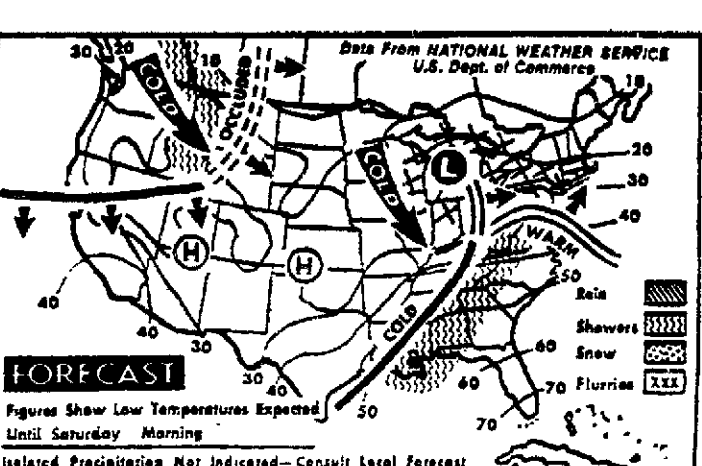 Data From NATIONAL WEATHER SERVICE
U.S. Dept. of Commerce
30 20
10
10
COLD
OCCLUDED
COLD
L
20
30
40
WARM
H
H
50
COLD
40
40
30
30
40
50
60
60
70
70
Rain
Showers
Snow
Flurries
FORECAST
Figures Show Low Temperatures Expected
Until Saturday Morning
Isolated Precipitation Not Indicated—Consult Local Forecast